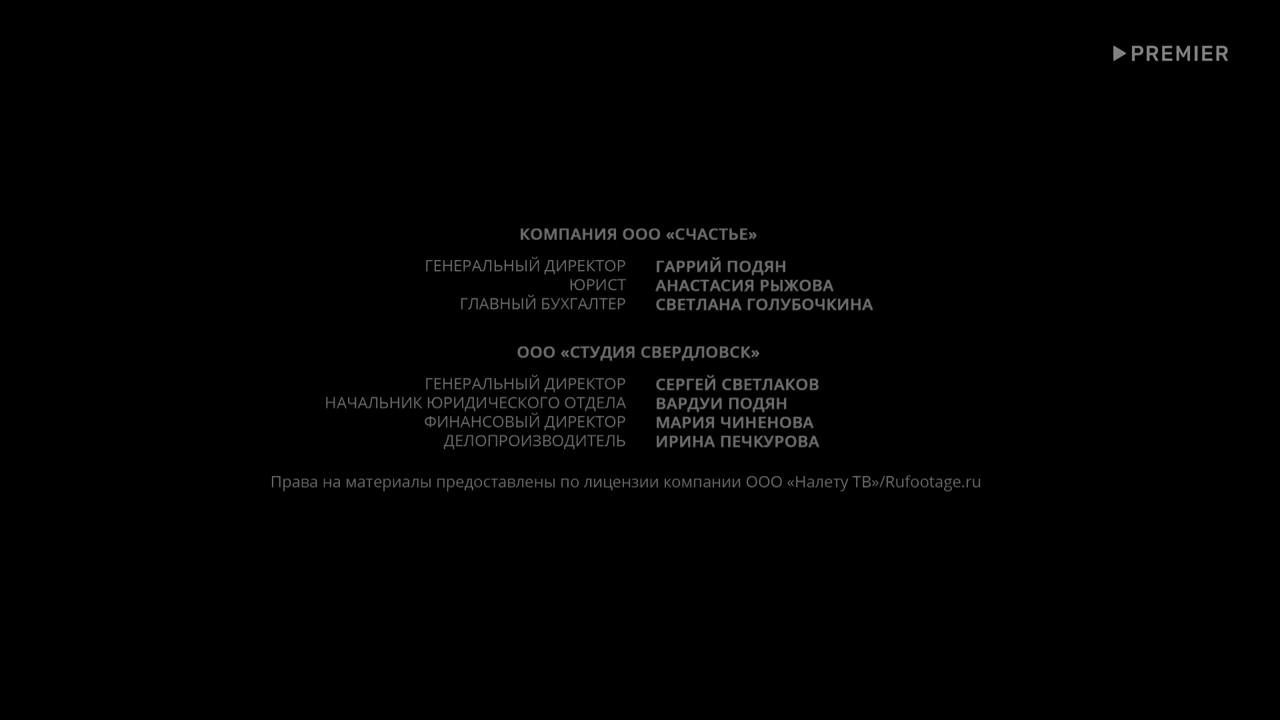 PREMIER
КОМПАНИЯ ООО «СЧАСТЬЕ»
ГЕНЕРАЛЬНЫЙ ДИРЕКТОР ГАРРИЙ ПОДЯН
ЮРИСТ АНАСТАСИЯ РЫЖОВА
ГЛАВНЫЙ БУХГАЛТЕР СВЕТЛАНА ГОЛУБОЧКИНА
ООО «СТУДИЯ СВЕРДЛОВСК»
ГЕНЕРАЛЬНЫЙ ДИРЕКТОР СЕРГЕЙ СВЕТЛАКОВ
НАЧАЛЬНИК ЮРИДИЧЕСКОГО ОТДЕЛА ВАРДУИ ПОДЯН
ФИНАНСОВЫЙ ДИРЕКТОР МАРИЯ ЧИНЕНОВА
ДЕЛОПРОИЗВОДИТЕЛЬ ИРИНА ПЕЧКУРОВА
Права на материалы предоставлены по лицензии компании ООО «Налету ТВ»/Rufootage.ru